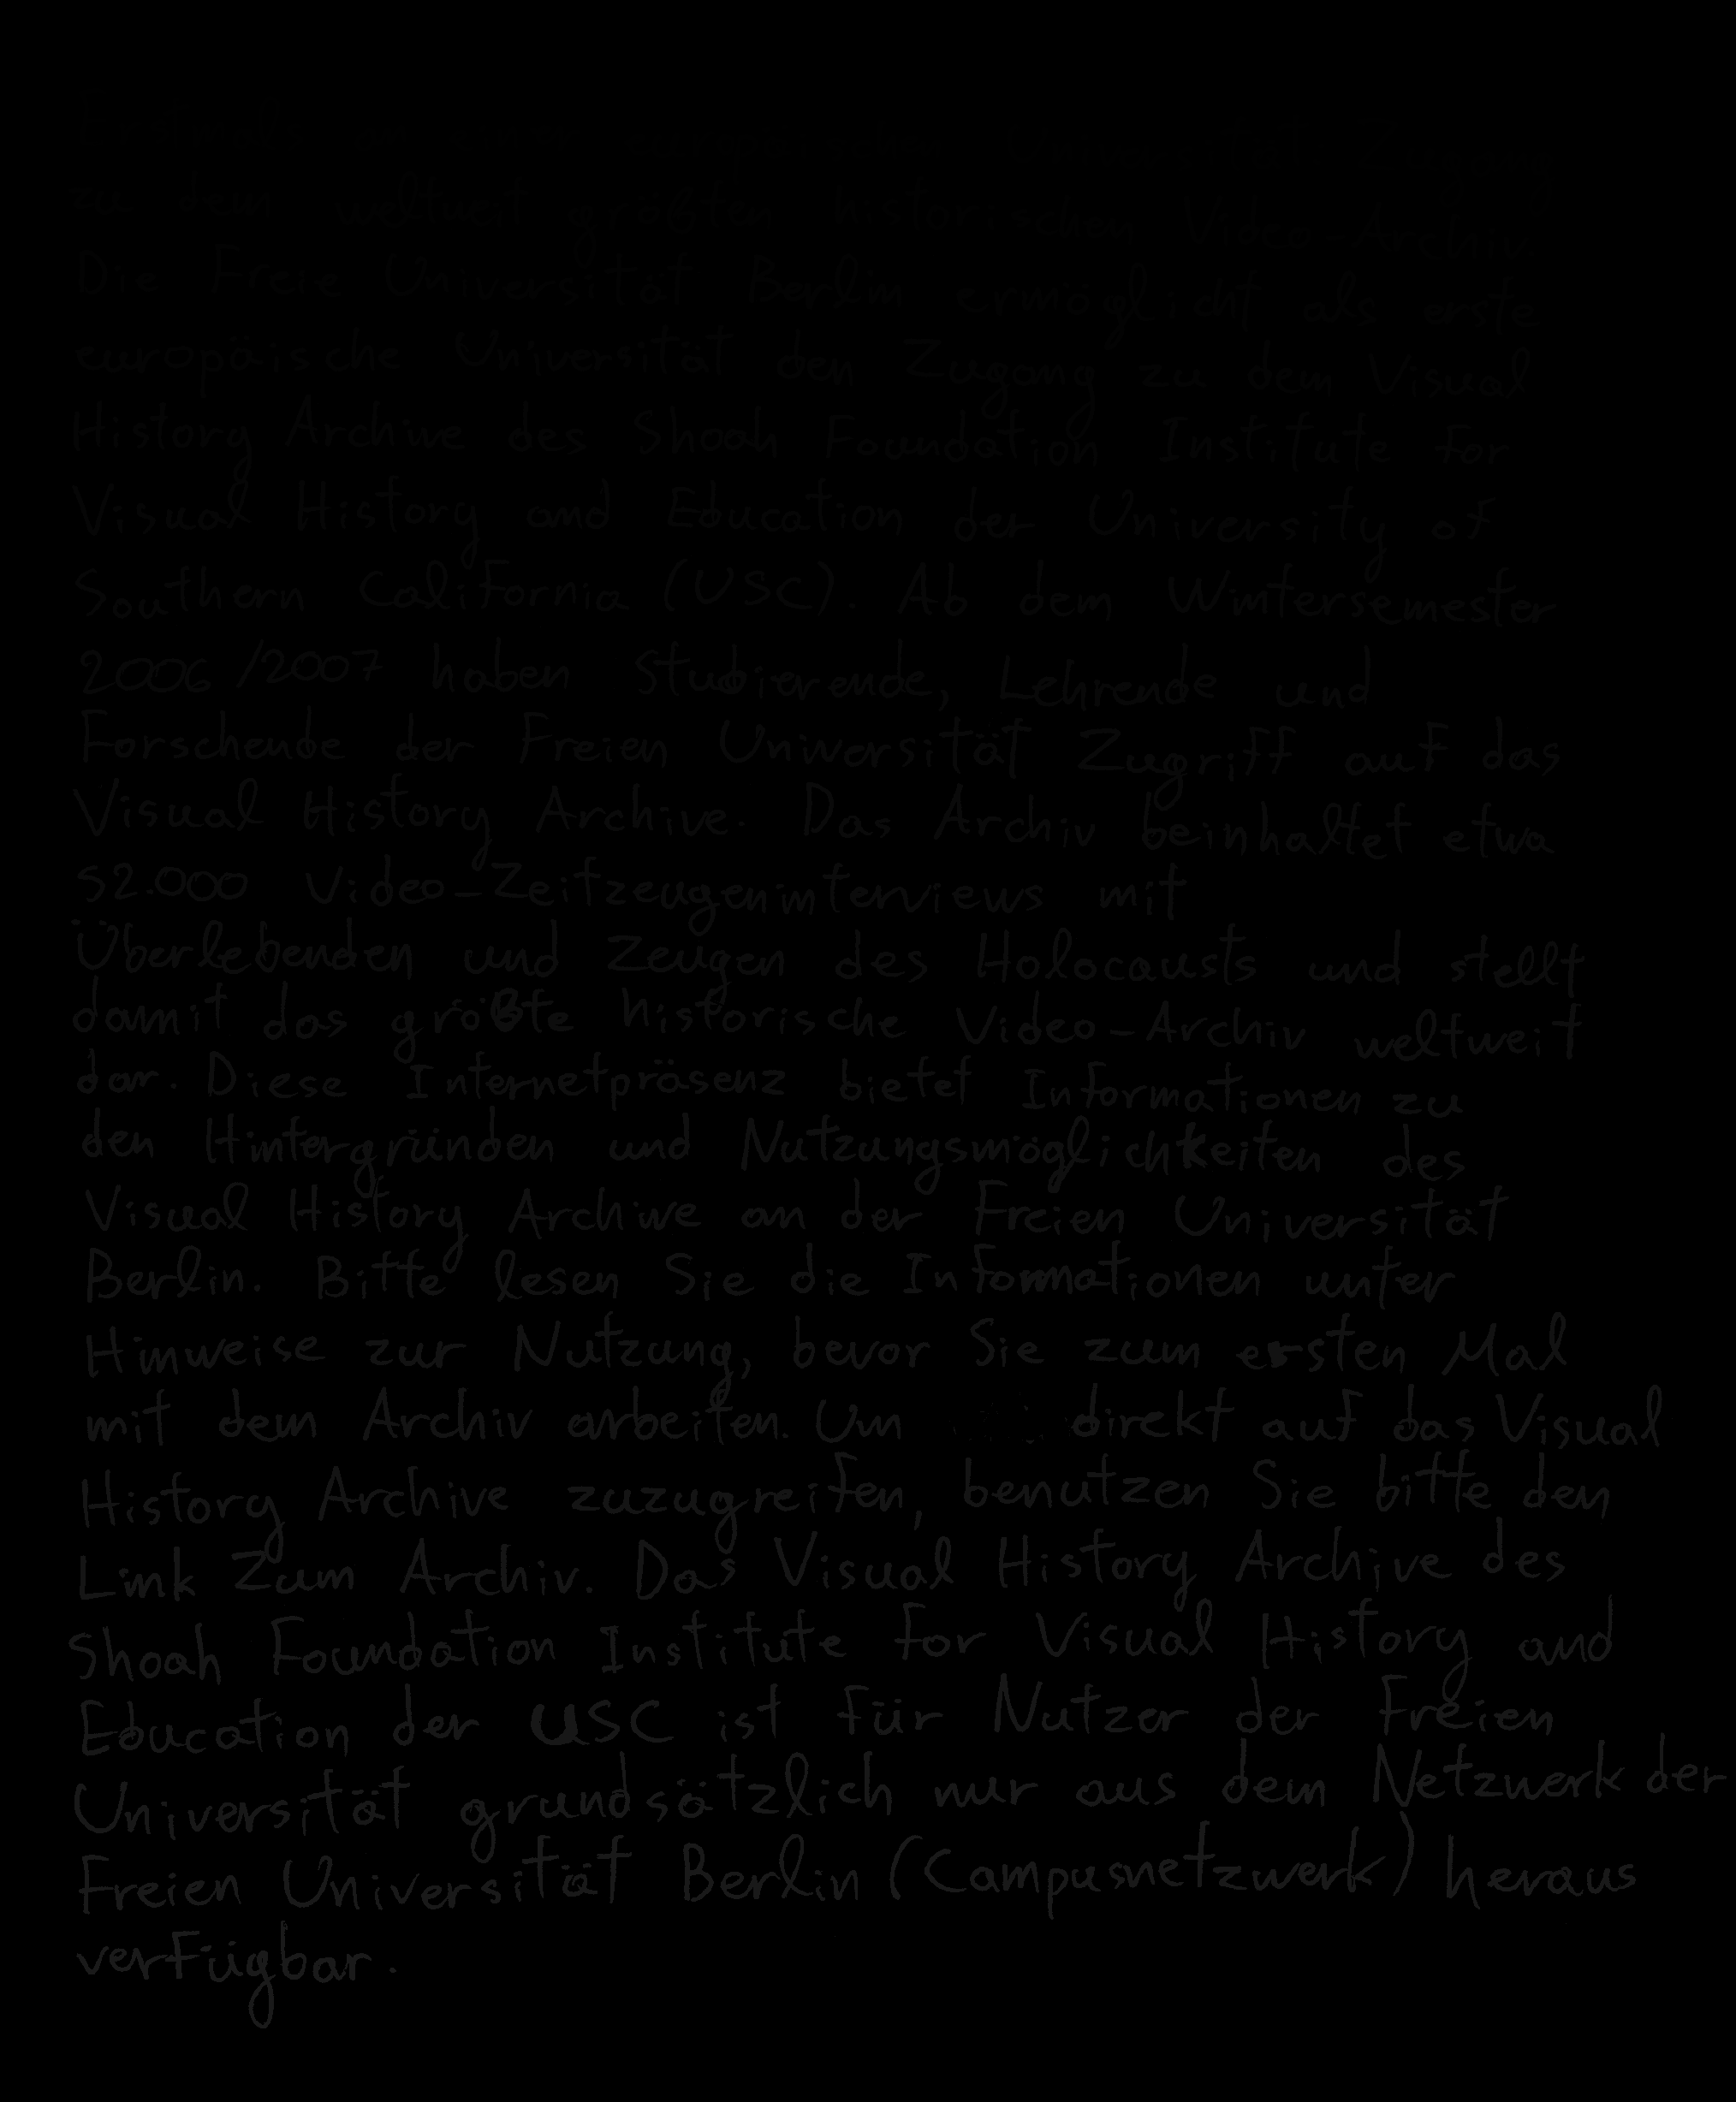 zu dem weltweit größten historischen Video-Archiv.
Die Freie Universität Berlin ermöglicht als erste
europäische Universität den Zugang zu dem Visual
History Archive des Shoah Foundation Institute for
Visual History and Education der University of
Southern California (USC). Ab dem Wintersemester
2006/2007 haben Studierende, Lehrende und
Forschende der Freien Universität Zugriff auf das
Visual History Archive. Das Archiv beinhaltet etwa
52.000 Video-Zeitzeugeninterviews mit
Überlebenden und Zeugen des Holocausts und stellt
damit das größte historische Video-Archiv weltweit
dar. Diese Internetpräsenz bietet Informationen zu
den Hintergründen und Nutzungsmöglichkeiten des
Visual History Archive an der Freien Universität
Berlin. Bitte lesen Sie die Informationen unter
Hinweise zur Nutzung, bevor Sie zum ersten Mal
mit dem Archiv arbeiten. Um direkt auf das Visual
History Archive zuzugreifen, benutzen Sie bitte den
Link Zum Archiv. Das Visual History Archive des
Shoah Foundation Institute for Visual History and
Education der USC ist für Nutzer der Freien
Universität grundsätzlich nur aus dem Netzwerk der
Freien Universität Berlin (Campusnetzwerk) heraus
verfügbar.